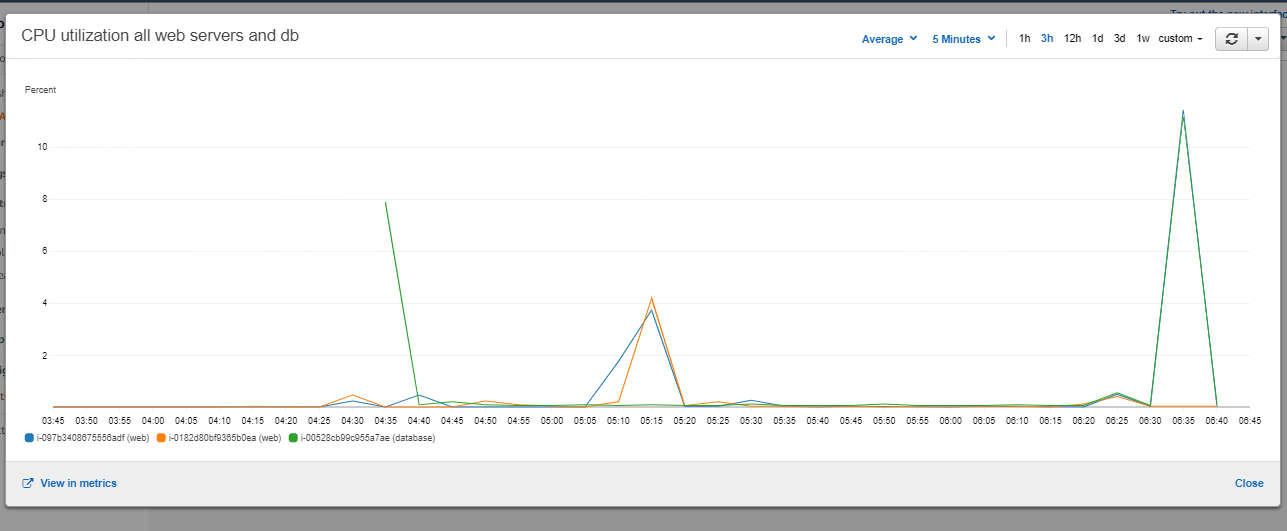 Try out the new interfac
CPU utilization all web servers and db
Average 5 Minutes 1h 3h 12h 1d 3d 1w custom
Percent
10
8
6
4
2
03:45 03:50 03:55 04:00 04:05 04:10 04:15 04:20 04:25 04:30 04:35 04:40 04:45 04:50 04:55 05:00 05:05 05:10 05:15 05:20 05:25 05:30 05:35 05:40 05:45 05:50 05:55 06:00 06:05 06:10 06:15 06:20 06:25 06:30 06:35 06:40 06:45
i-097b3408675556adf (web) i-0182d80bf9365b0ea (web) i-00528cb99c955a7ae (database)
View in metrics Close